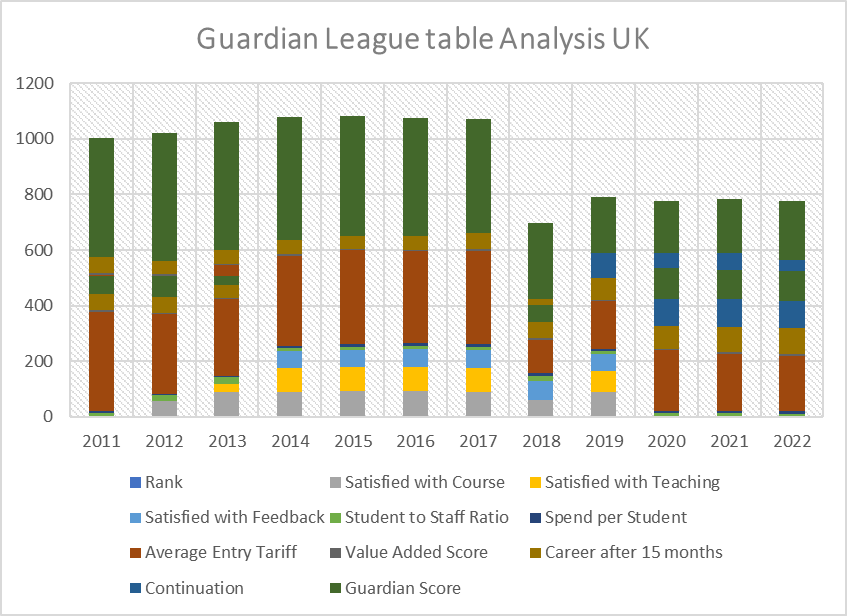 Guardian League table Analysis UK
1200
1000
800
600
400
200
0
2011 2012 2013 2014 2015 2016 2017 2018 2019 2020 2021 2022
Rank Satisfied with Course Satisfied with Teaching
Satisfied with Feedback Student to Staff Ratio Spend per Student
Average Entry Tariff Value Added Score Career after 15 months
Continuation Guardian Score